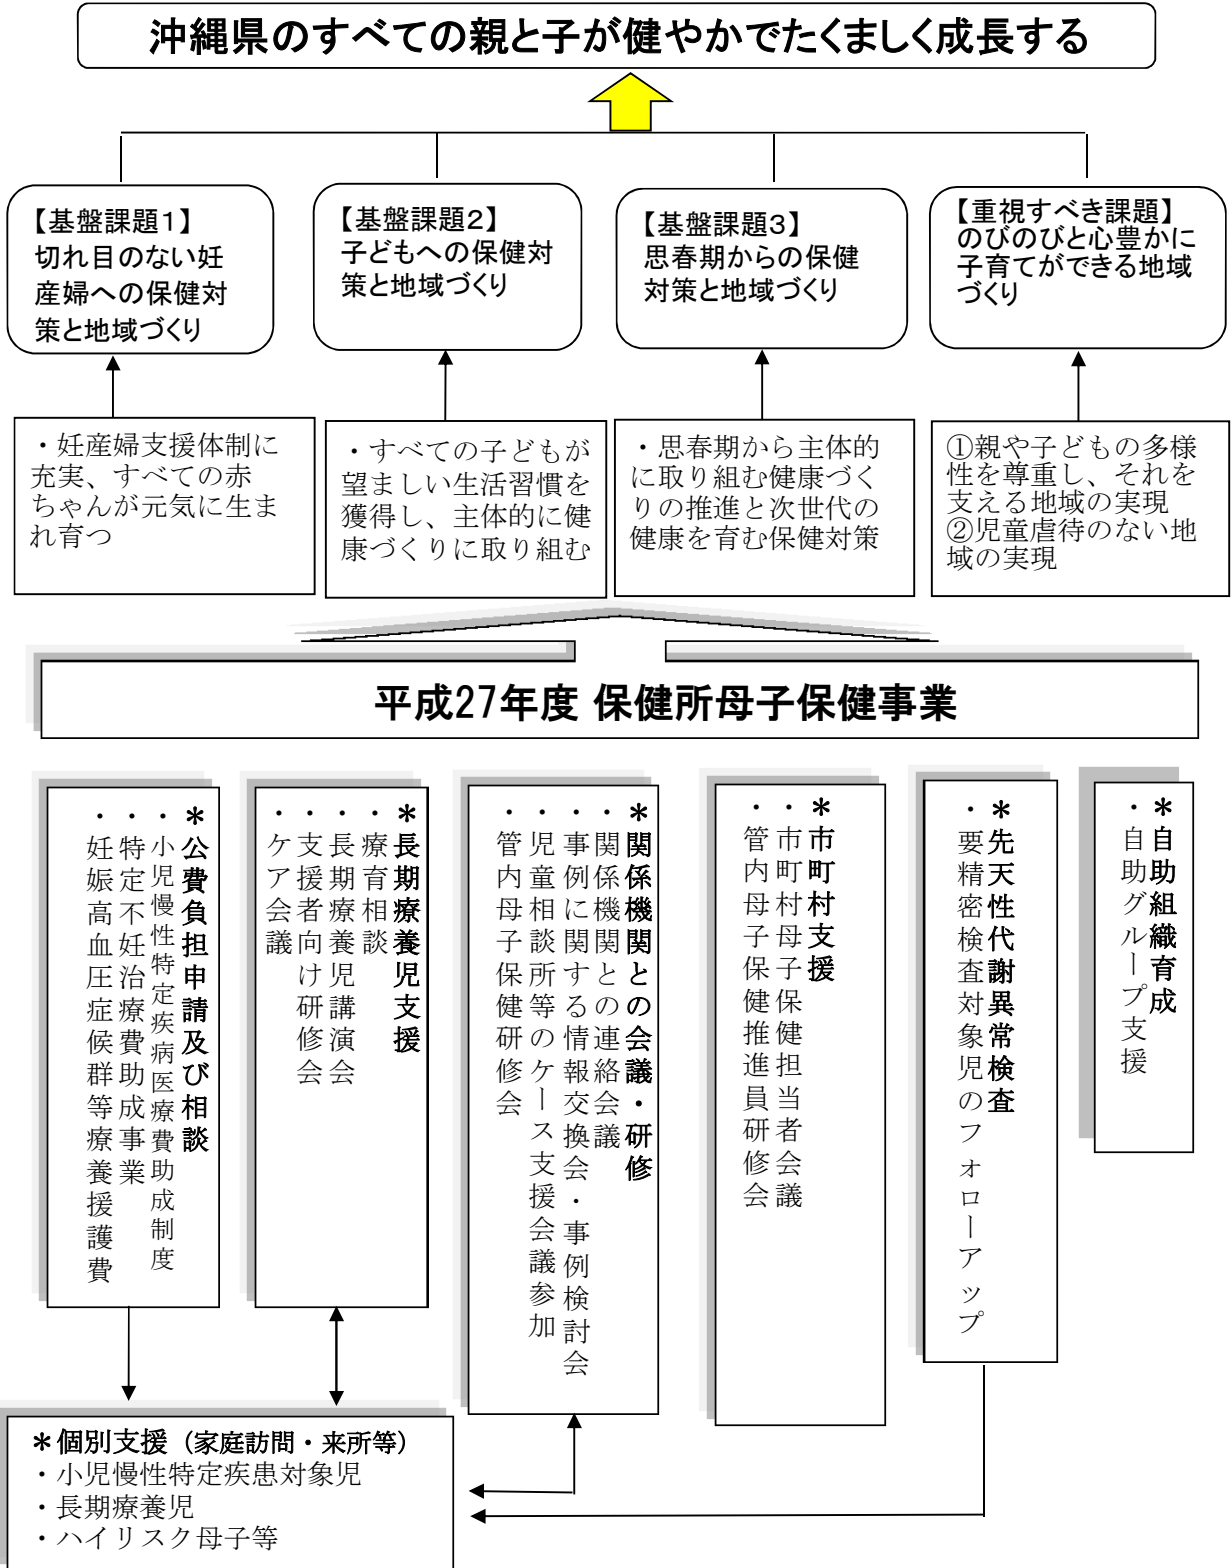 沖縄県のすべての親と子が健やかでたくましく成長する
【基盤課題1】
切れ目のない妊
産婦への保健対
策と地域づくり
【基盤課題2】
子どもへの保健対
策と地域づくり
【基盤課題3】
思春期からの保健
対策と地域づくり
【重視すべき課題】
のびのびと心豊かに
子育てができる地域
づくり
・妊産婦支援体制に
充実、すべての赤
ちゃんが元気に生ま
れ育つ
・すべての子どもが
望ましい生活習慣を
獲得し、主体的に健
康づくりに取り組む
・思春期から主体的
に取り組む健康づく
りの推進と次世代の
健康を育む保健対策
①親や子どもの多様
性を尊重し、それを
支える地域の実現
②児童虐待のない地
域の実現
平成27年度 保健所母子保健事業
＊公費負担申請及び相談
・小児慢性特定疾病医療費助成制度
・特定不妊治療費助成事業
・妊娠高血圧症候群等療養援護費
＊長期療養児支援
・療育相談
・長期療養児講演会
・支援者向け研修会
・ケア会議
＊関係機関との会議・研修
・関係機関との連絡会議
・事例に関する情報交換会・事例検討会
・児童相談所等のケース支援会議参加
・管内母子保健研修会
＊市町村支援
・市町村母子保健担当者会議
・管内母子保健推進員研修会
＊先天性代謝異常検査
・要精密検査対象児のフォローアップ
＊自助組織育成
・自助グループ支援
＊個別支援（家庭訪問・来所等）
・小児慢性特定疾患対象児
・長期療養児
・ハイリスク母子等